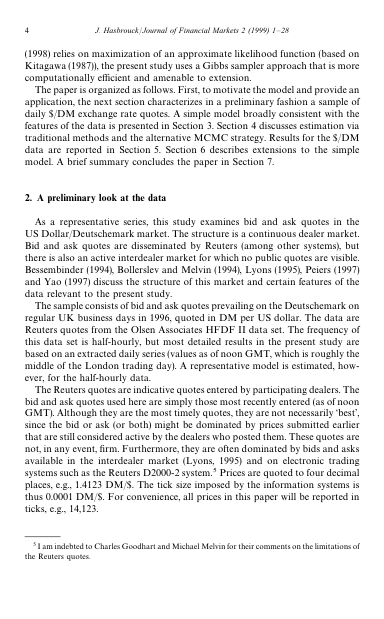 4
J. Hasbrouck/Journal of Financial Markets 2 (1999) 1–28
(1998) relies on maximization of an approximate likelihood function (based on
Kitagawa (1987)), the present study uses a Gibbs sampler approach that is more
computationally efficient and amenable to extension.
The paper is organized as follows. First, to motivate the model and provide an
application, the next section characterizes in a preliminary fashion a sample of
daily $/DM exchange rate quotes. A simple model broadly consistent with the
features of the data is presented in Section 3. Section 4 discusses estimation via
traditional methods and the alternative MCMC strategy. Results for the $/DM
data are reported in Section 5. Section 6 describes extensions to the simple
model. A brief summary concludes the paper in Section 7.
2. A preliminary look at the data
As a representative series, this study examines bid and ask quotes in the
US Dollar/Deutschemark market. The structure is a continuous dealer market.
Bid and ask quotes are disseminated by Reuters (among other systems), but
there is also an active interdealer market for which no public quotes are visible.
Bessembinder (1994), Bollerslev and Melvin (1994), Lyons (1995), Peiers (1997)
and Yao (1997) discuss the structure of this market and certain features of the
data relevant to the present study.
The sample consists of bid and ask quotes prevailing on the Deutschemark on
regular UK business days in 1996, quoted in DM per US dollar. The data are
Reuters quotes from the Olsen Associates HFDF II data set. The frequency of
this data set is half-hourly, but most detailed results in the present study are
based on an extracted daily series (values as of noon GMT, which is roughly the
middle of the London trading day). A representative model is estimated, how-
ever, for the half-hourly data.
The Reuters quotes are indicative quotes entered by participating dealers. The
bid and ask quotes used here are simply those most recently entered (as of noon
GMT). Although they are the most timely quotes, they are not necessarily ‘best’,
since the bid or ask (or both) might be dominated by prices submitted earlier
that are still considered active by the dealers who posted them. These quotes are
not, in any event, firm. Furthermore, they are often dominated by bids and asks
available in the interdealer market (Lyons, 1995) and on electronic trading
systems such as the Reuters D2000-2 system.⁵ Prices are quoted to four decimal
places, e.g., 1.4123 DM/$. The tick size imposed by the information systems is
thus 0.0001 DM/$. For convenience, all prices in this paper will be reported in
ticks, e.g., 14,123.
⁵ I am indebted to Charles Goodhart and Michael Melvin for their comments on the limitations of
the Reuters quotes.